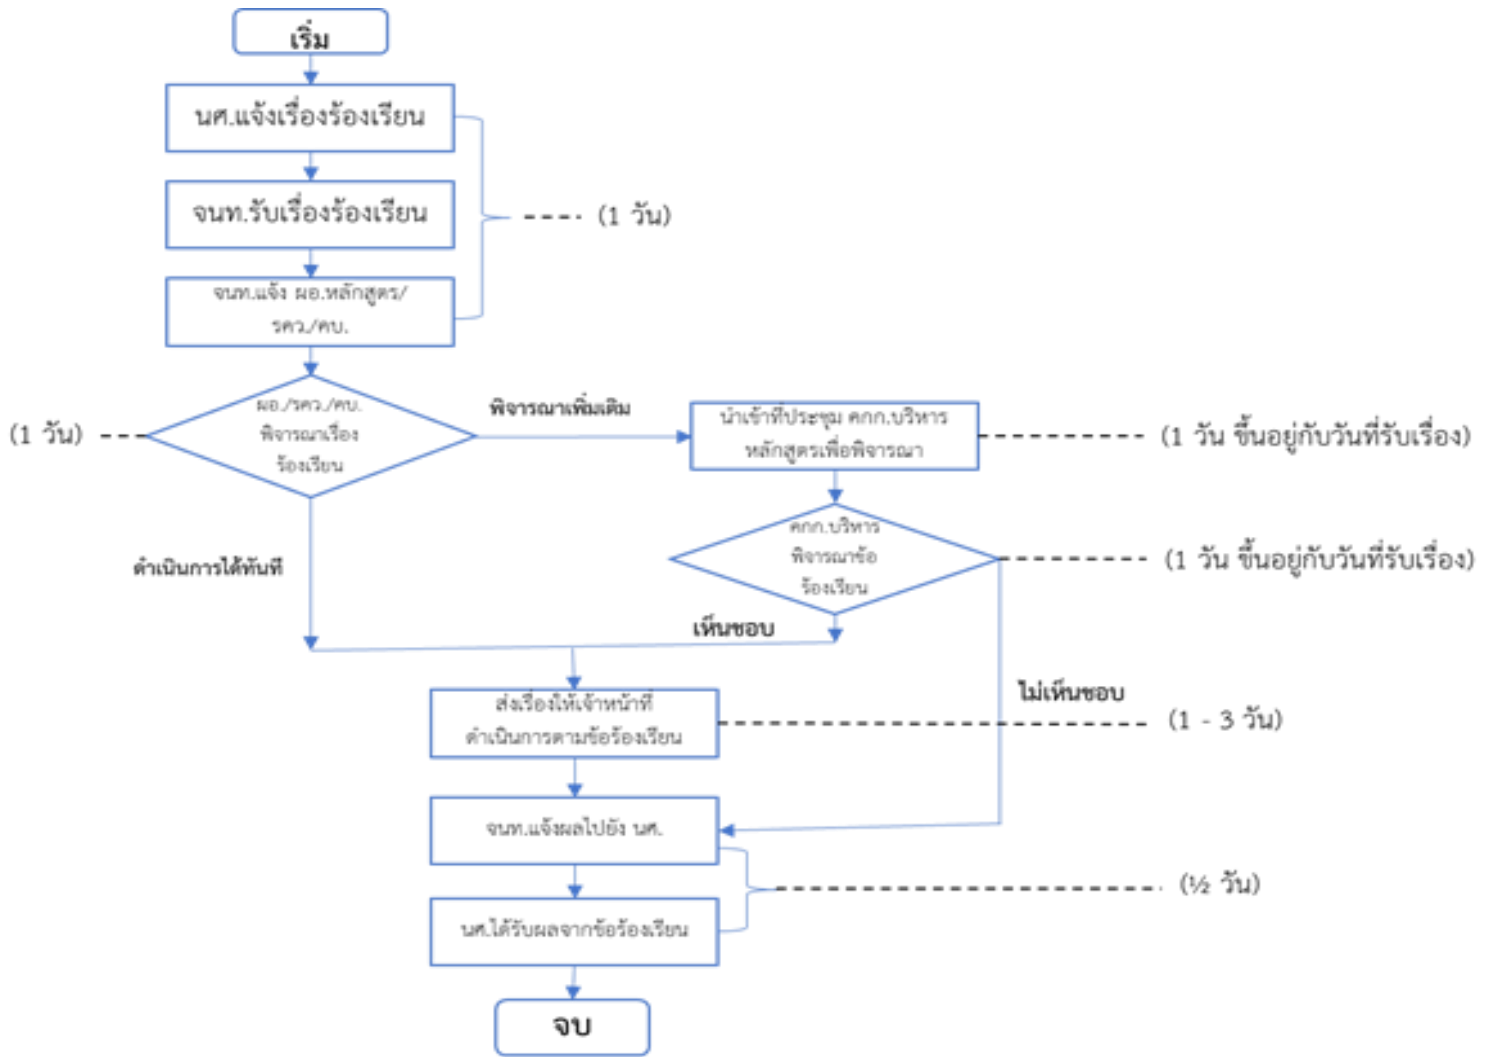 เริ่ม
นศ.แจ้งเรื่องร้องเรียน
จนท.รับเรื่องร้องเรียน
(1 วัน)
จนท.แจ้ง ผอ.หลักสูตร/
รคว./คบ.
ผอ./รคว./คบ.
พิจารณาเรื่อง
ร้องเรียน
(1 วัน)
พิจารณาเพิ่มเติม
นำเข้าที่ประชุม คกก.บริหาร
หลักสูตรเพื่อพิจารณา
(1 วัน ขึ้นอยู่กับวันที่รับเรื่อง)
คกก.บริหาร
พิจารณาข้อ
ร้องเรียน
(1 วัน ขึ้นอยู่กับวันที่รับเรื่อง)
ดำเนินการได้ทันที
เห็นชอบ
ไม่เห็นชอบ
ส่งเรื่องให้เจ้าหน้าที่
ดำเนินการตามข้อร้องเรียน
(1 - 3 วัน)
จนท.แจ้งผลไปยัง นศ.
(½ วัน)
นศ.ได้รับผลจากข้อร้องเรียน
จบ